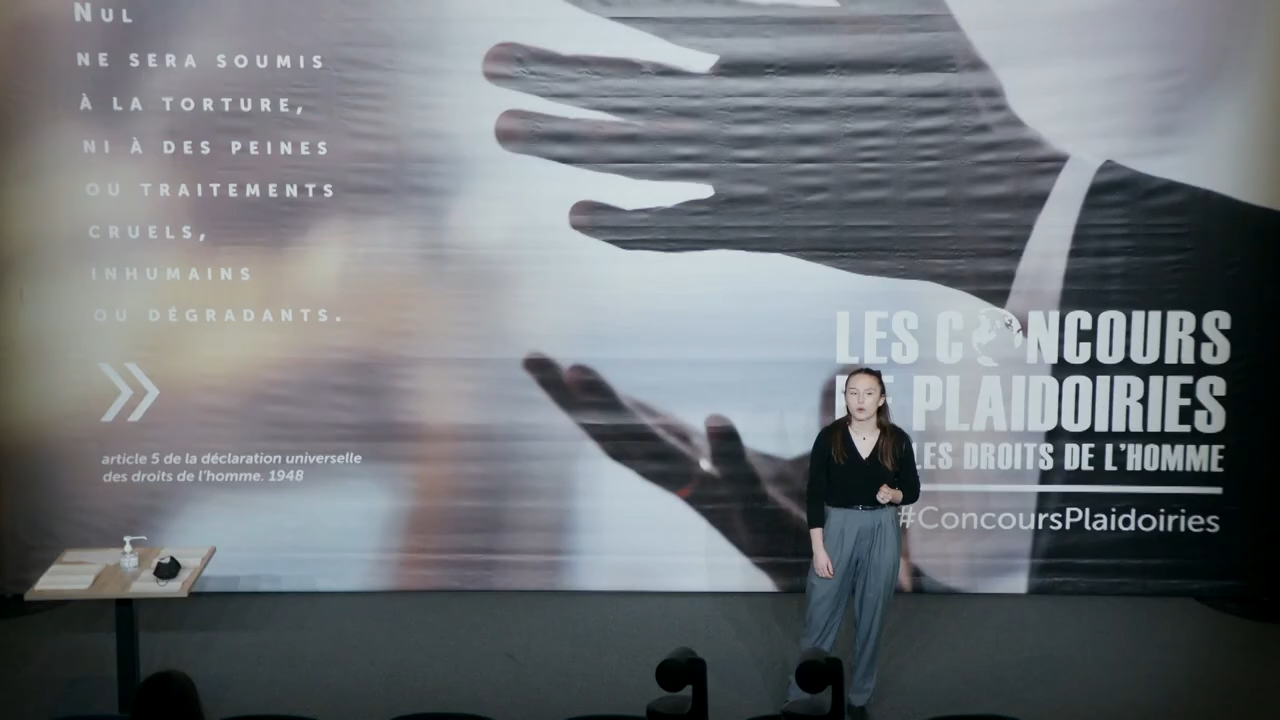 NUL
NE SERA SOUMIS
À LA TORTURE,
NI À DES PEINES
OU TRAITEMENTS
CRUELS,
INHUMAINS
OU DÉGRADANTS.
article 5 de la déclaration universelle
des droits de l'homme. 1948
LES CONCOURS
PLAIDOIRIES
LES DROITS DE L'HOMME
#ConcoursPlaidoiries